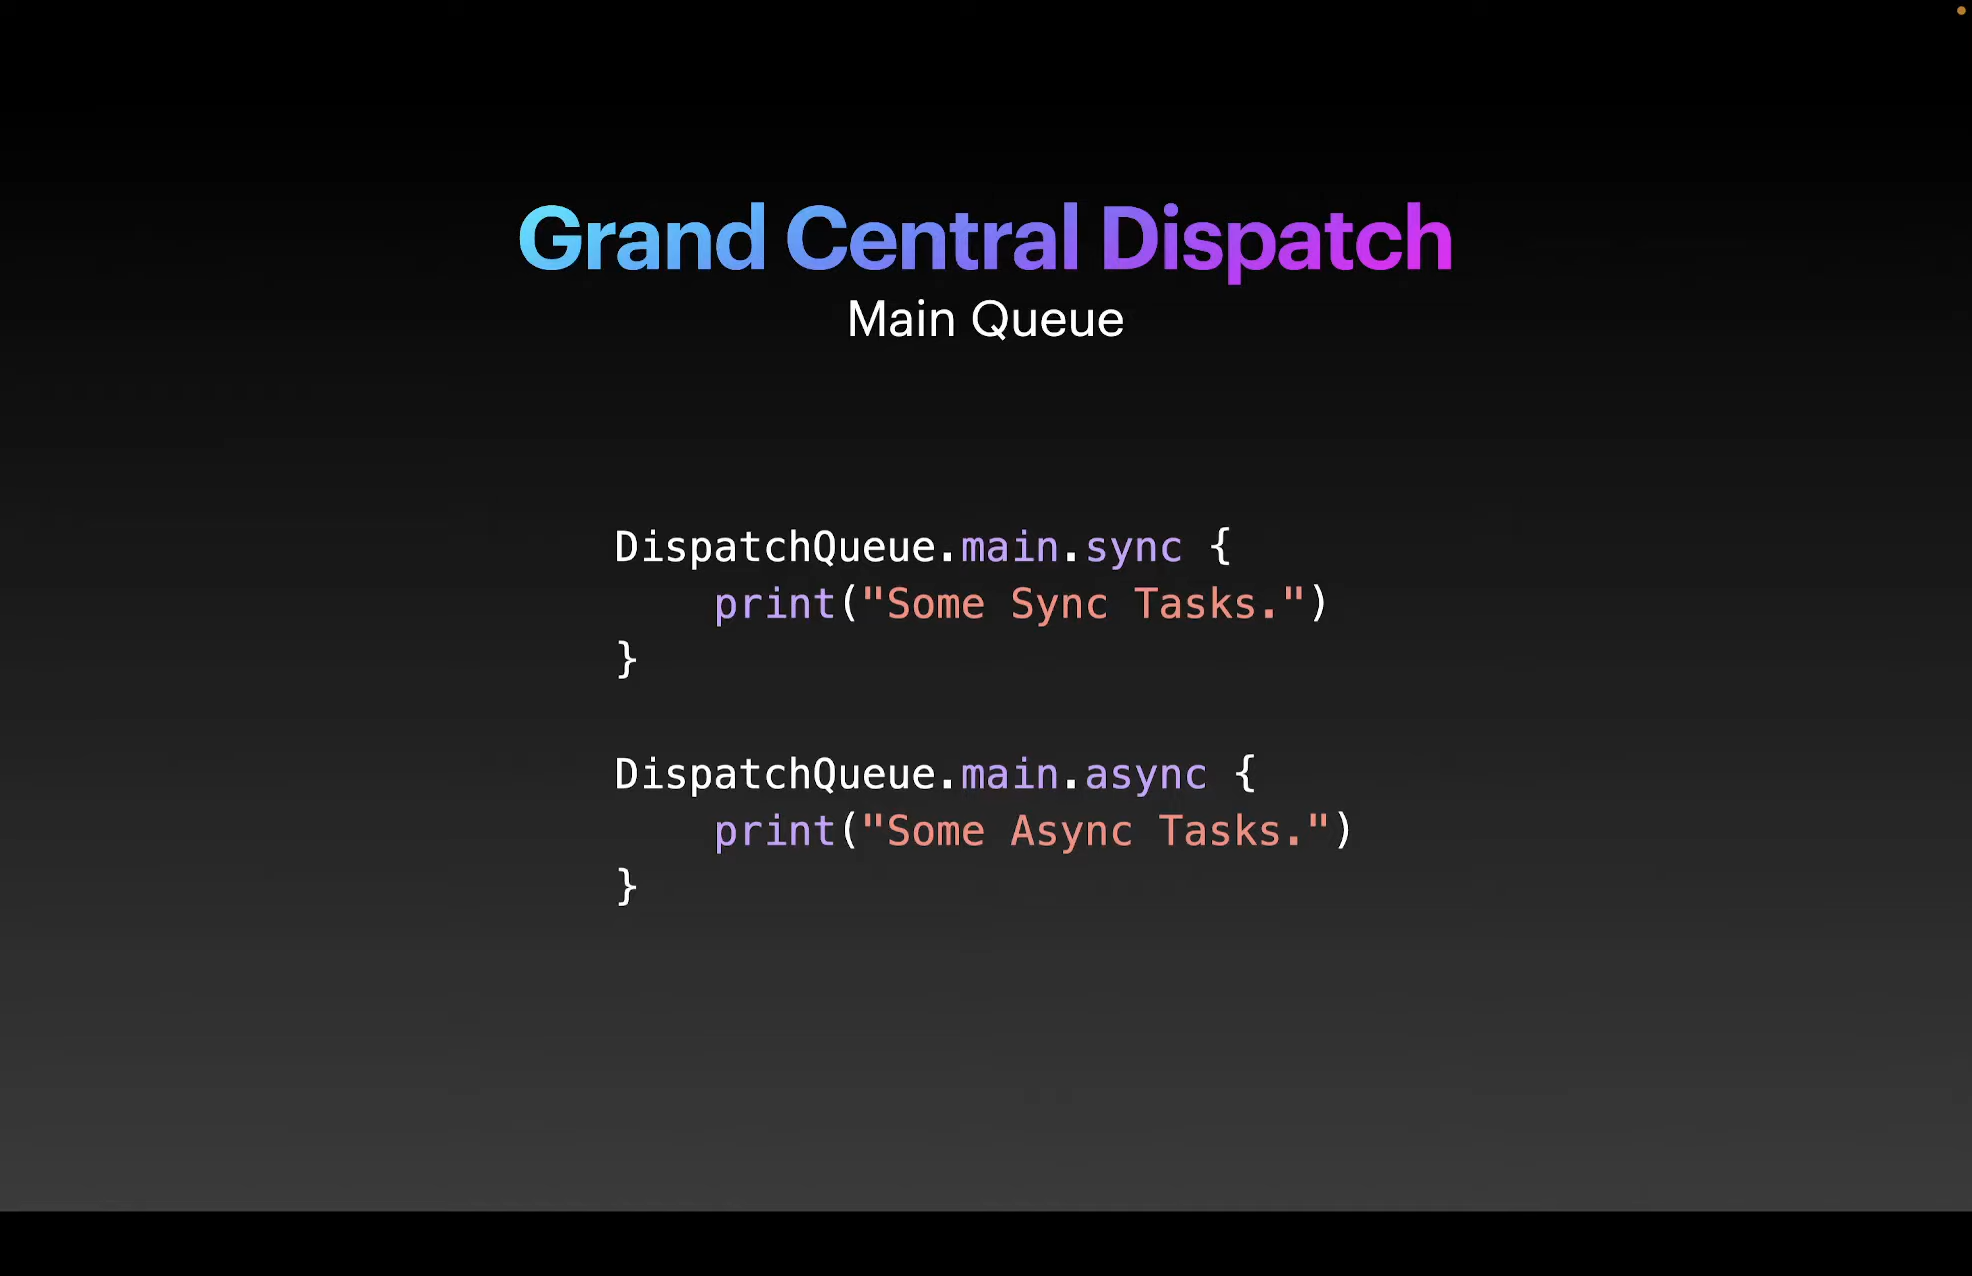 Grand Central Dispatch
Main Queue
DispatchQueue.main.sync {
    print("Some Sync Tasks.")
}
DispatchQueue.main.async {
    print("Some Async Tasks.")
}